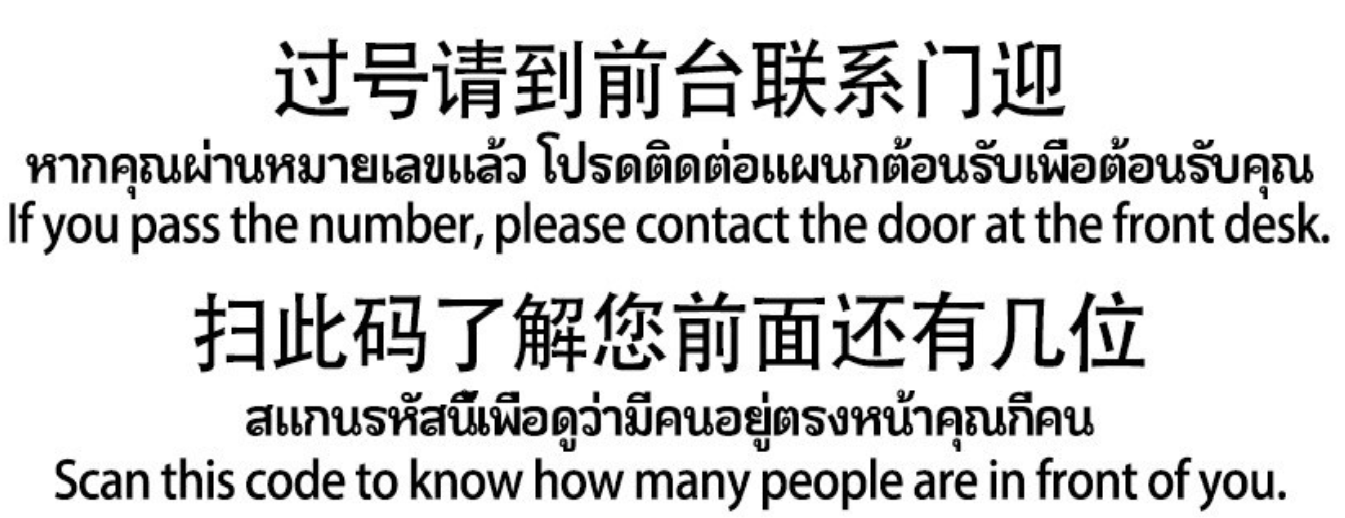 过号请到前台联系门迎
หากคุณผ่านหมายเลขแล้ว โปรดติดต่อแผนกต้อนรับเพือต้อนรับคุณ
If you pass the number, please contact the door at the front desk.
扫此码了解您前面还有几位
สแกนรหัสนี้เพือดูว่ามีคนอยู่ตรงหน้าคุณกีคน
Scan this code to know how many people are in front of you.